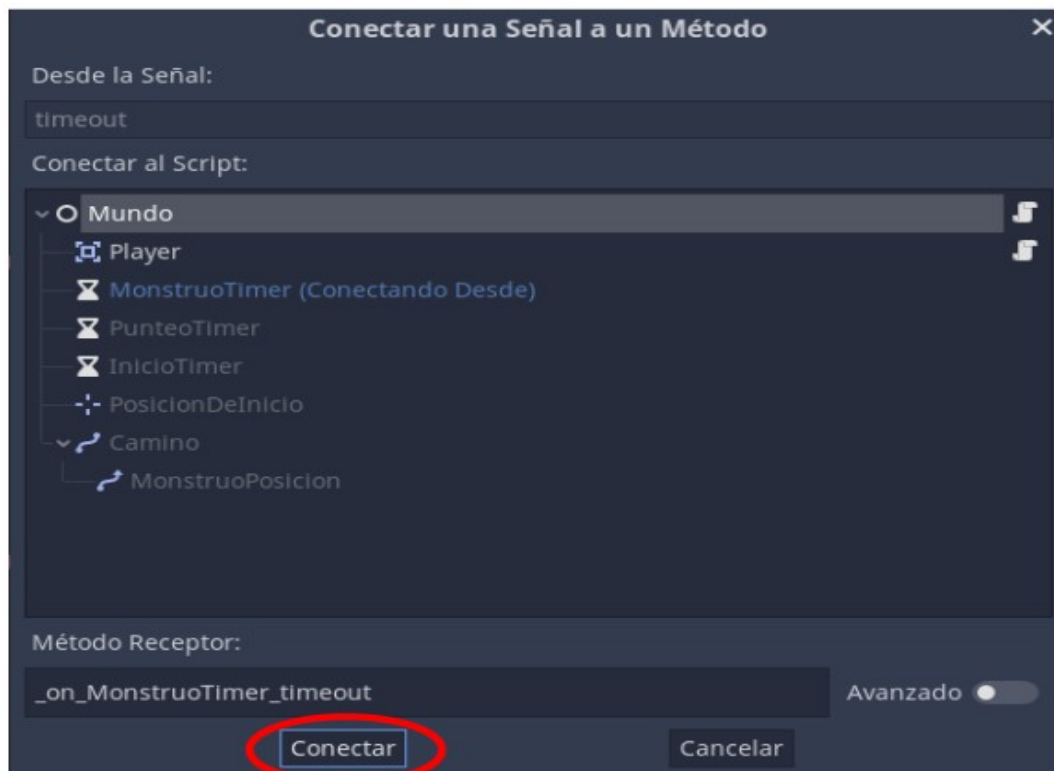 Conectar una Señal a un Método
Desde la Señal:
timeout
Conectar al Script:
Mundo
Player
MonstruoTimer (Conectando Desde)
PunteoTimer
InicioTimer
PosicionDeInicio
Camino
MonstruoPosicion
Método Receptor:
_on_MonstruoTimer_timeout Avanzado
Conectar Cancelar